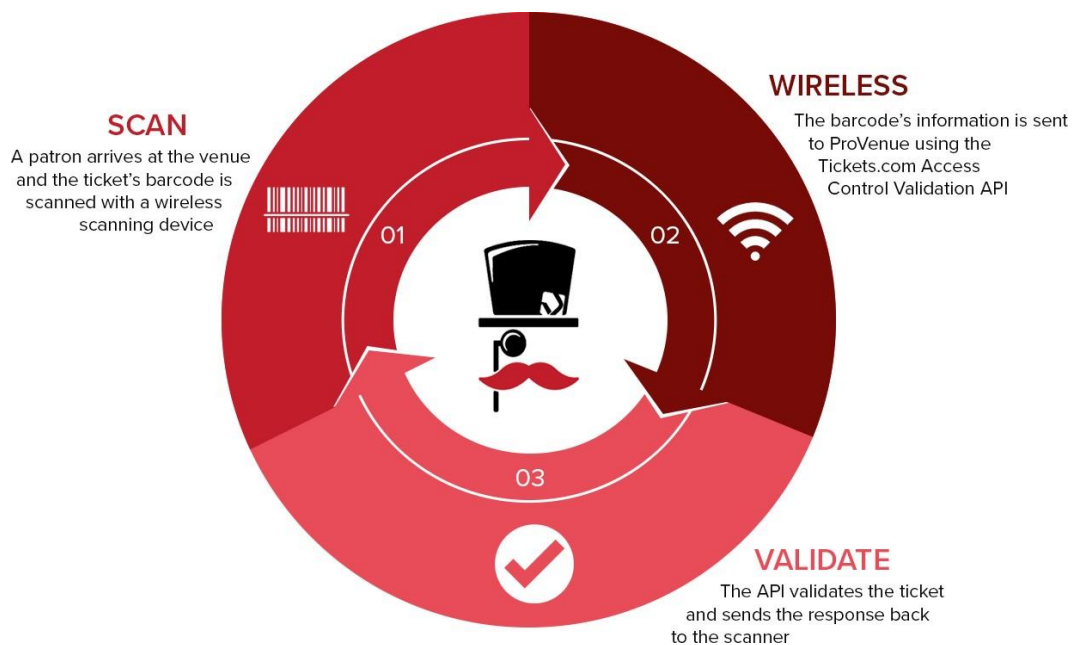 SCAN
A patron arrives at the venue
and the ticket's barcode is
scanned with a wireless
scanning device
01
WIRELESS
The barcode's information is sent
to ProVenue using the
Tickets.com Access
Control Validation API
02
03
VALIDATE
The API validates the ticket
and sends the response back
to the scanner